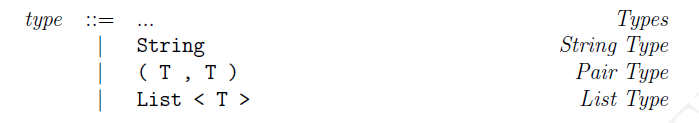 type ::= ... Types
| String String Type
| ( T , T ) Pair Type
| List < T > List Type